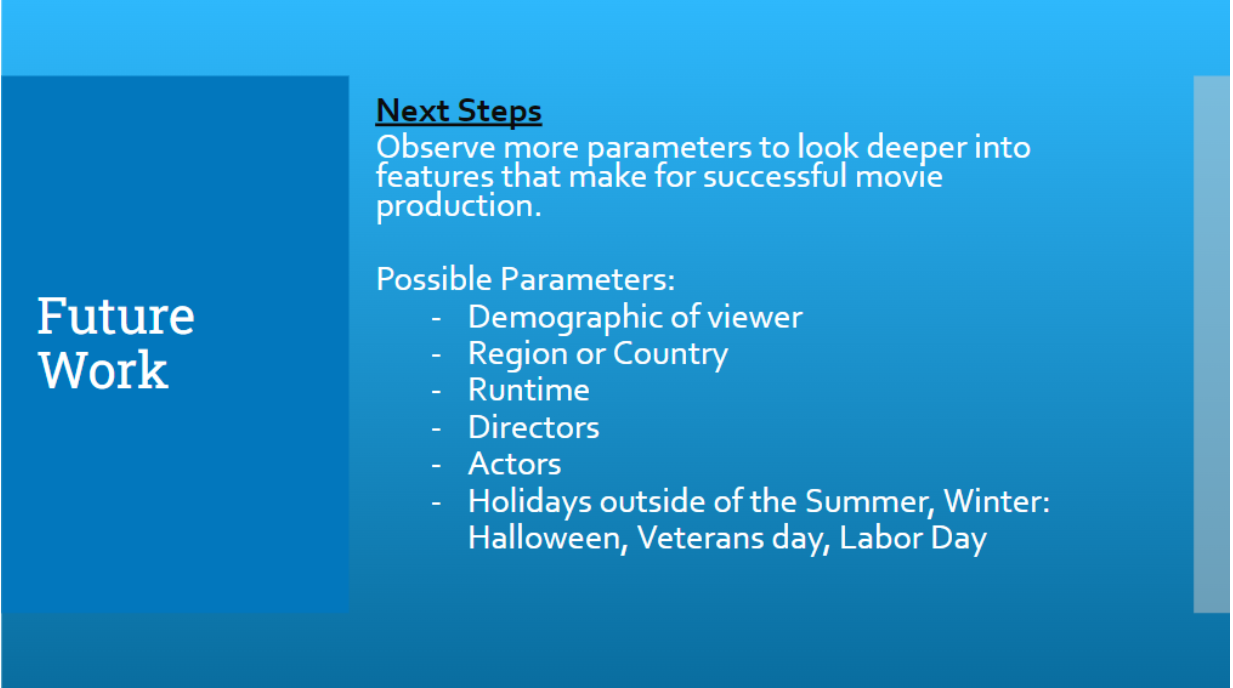 Future
Work
Next Steps
Observe more parameters to look deeper into
features that make for successful movie
production.
Possible Parameters:
- Demographic of viewer
- Region or Country
- Runtime
- Directors
- Actors
- Holidays outside of the Summer, Winter:
Halloween, Veterans day, Labor Day